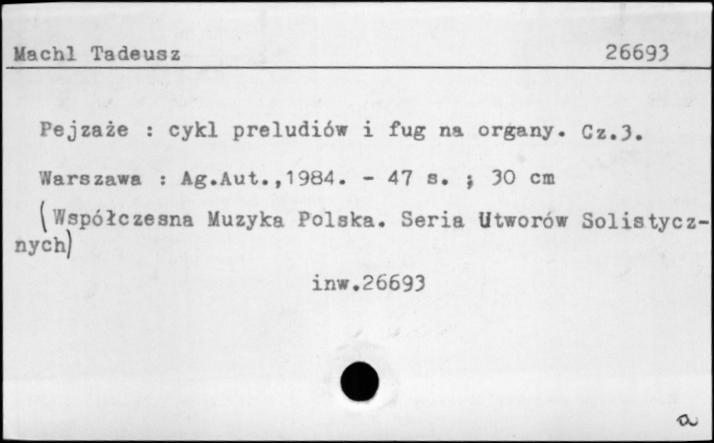 Machl Tadeusz 26693
Pejzaże : cykl preludiów i fug na organy. Cz.3.
Warszawa : Ag.Aut.,1984. - 47 s. ; 30 cm
(Współczesna Muzyka Polska. Seria Utworów Solistycz-
nych)
inw.26693
a